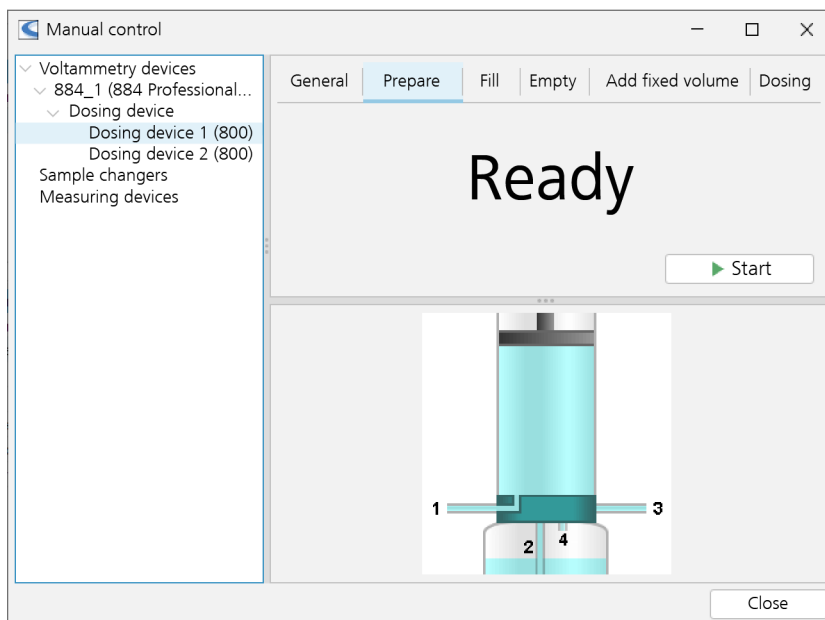 Manual control
Voltammetry devices
884_1 (884 Professional...
Dosing device
Dosing device 1 (800)
Dosing device 2 (800)
Sample changers
Measuring devices
General
Prepare
Fill
Empty
Add fixed volume
Dosing
Ready
Start
1
3
2
4
Close